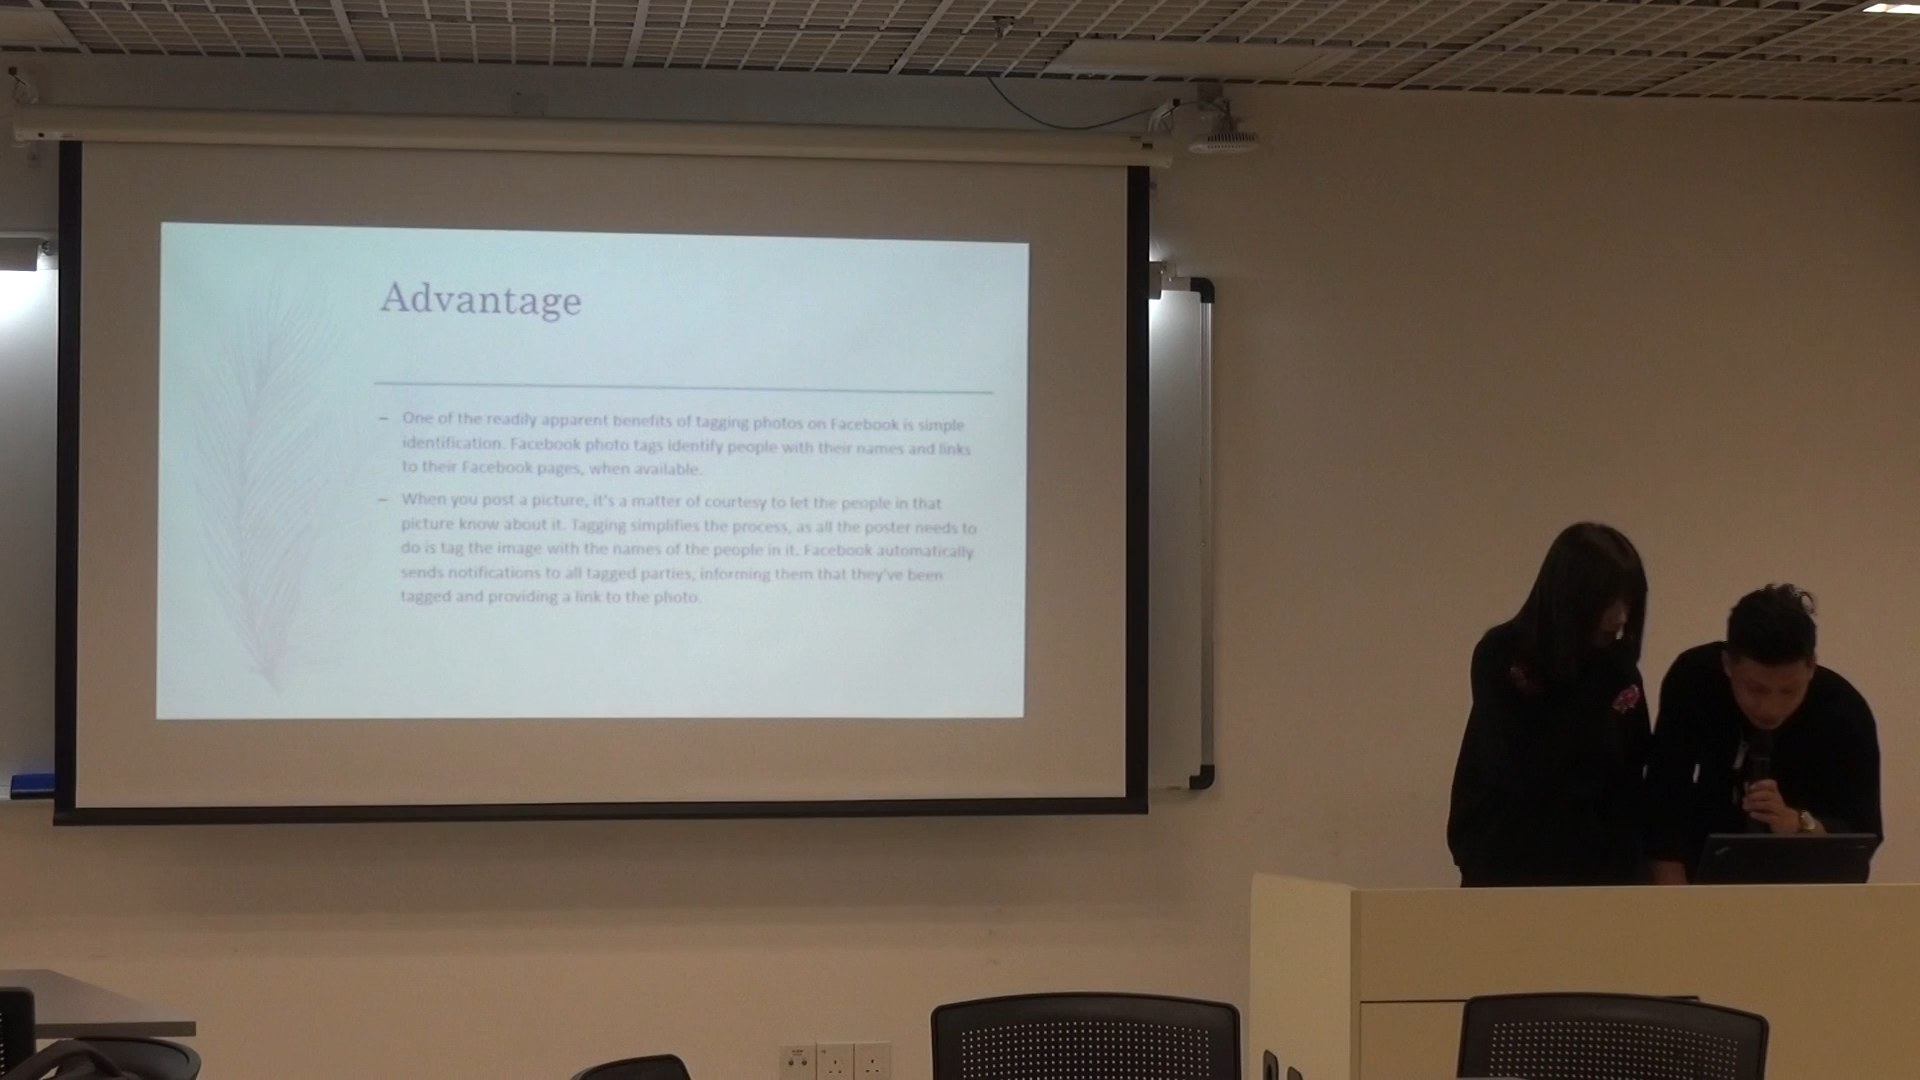 Advantage
– One of the readily apparent benefits of tagging photos on Facebook is simple
identification. Facebook photo tags identify people with their names and links
to their Facebook pages, when available.
– When you post a picture, it's a matter of courtesy to let the people in that
picture know about it. Tagging simplifies the process, as all the poster needs to
do is tag the image with the names of the people in it. Facebook automatically
sends notifications to all tagged parties, informing them that they've been
tagged and providing a link to the photo.